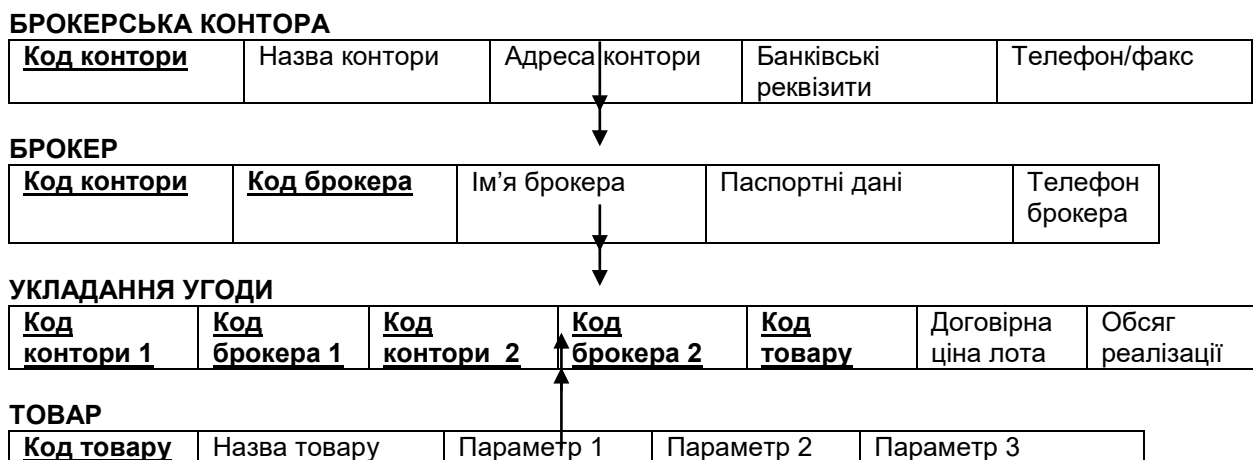 БРОКЕРСЬКА КОНТОРА
Код контори Назва контори Адреса контори Банківські реквізити Телефон/факс
БРОКЕР
Код контори Код брокера Ім’я брокера Паспортні дані Телефон брокера
УКЛАДАННЯ УГОДИ
Код контори 1 Код брокера 1 Код контори 2 Код брокера 2 Код товару Договірна ціна лота Обсяг реалізації
ТОВАР
Код товару Назва товару Параметр 1 Параметр 2 Параметр 3